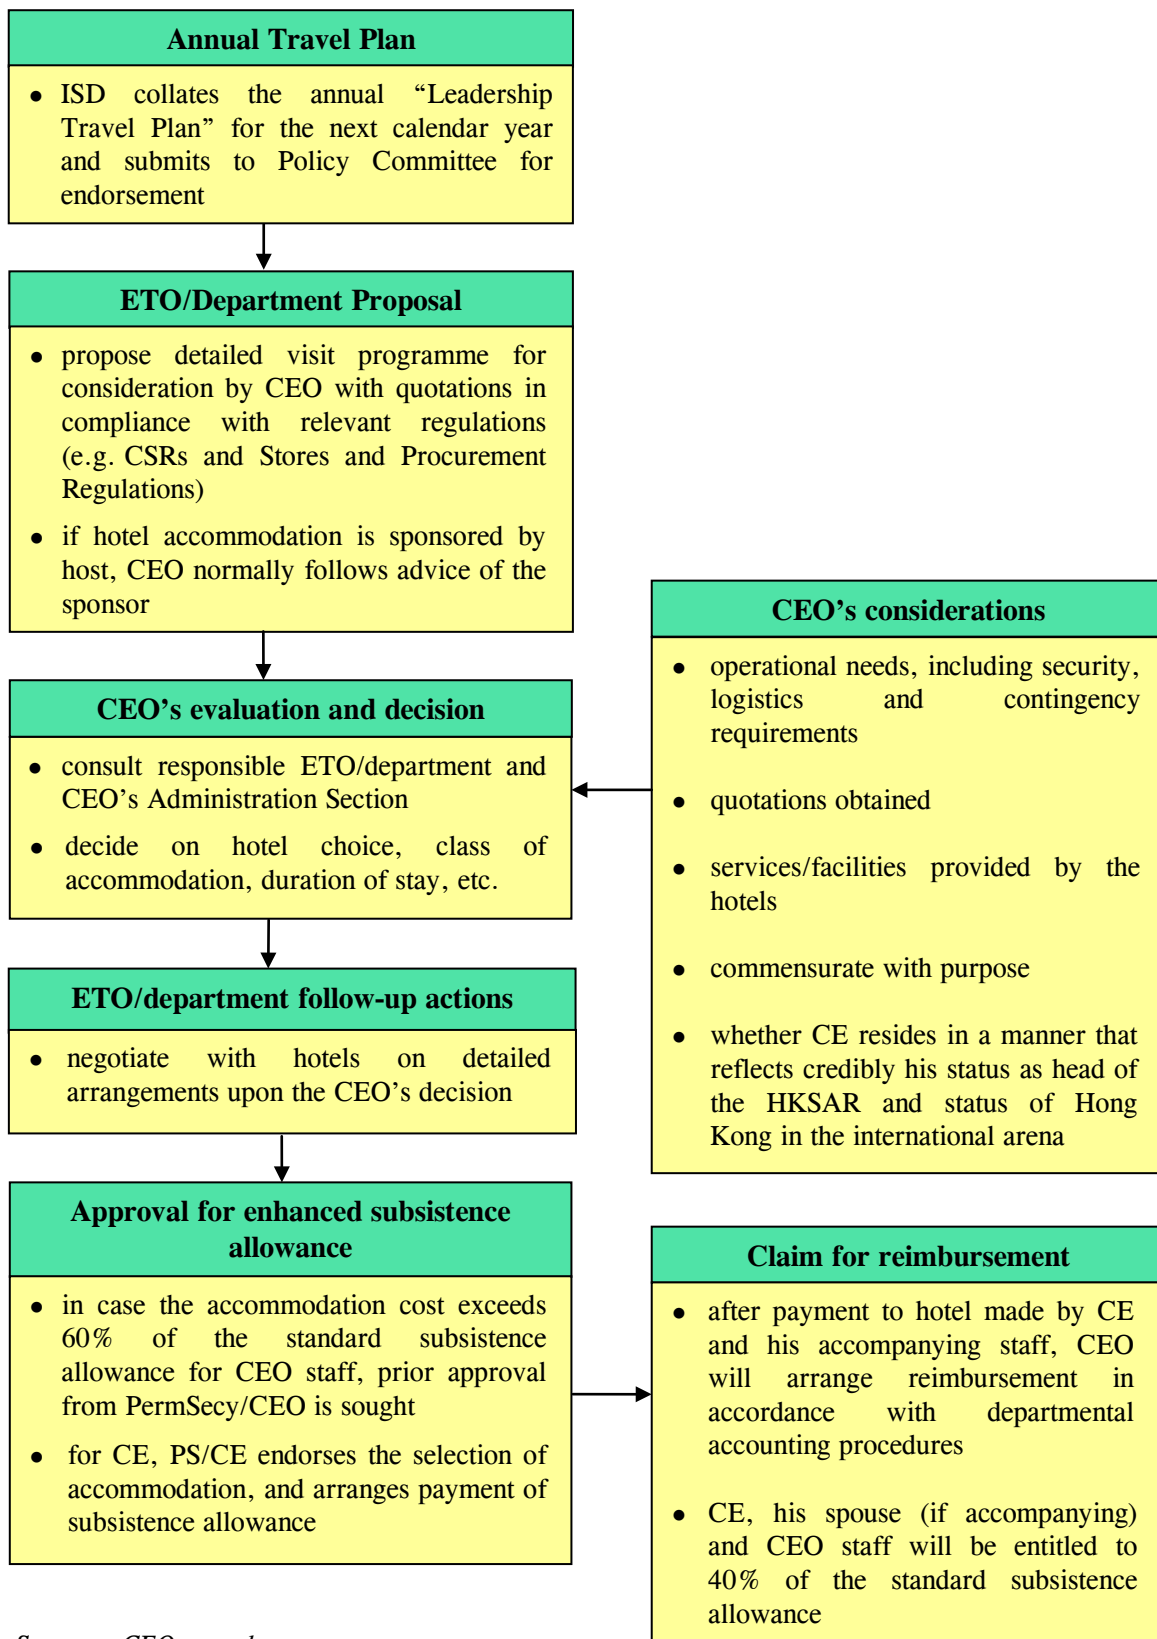 Annual Travel Plan
● ISD collates the annual “Leadership
Travel Plan” for the next calendar year
and submits to Policy Committee for
endorsement
ETO/Department Proposal
● propose detailed visit programme for
consideration by CEO with quotations in
compliance with relevant regulations
(e.g. CSRs and Stores and Procurement
Regulations)
● if hotel accommodation is sponsored by
host, CEO normally follows advice of the
sponsor
CEO’s evaluation and decision
● consult responsible ETO/department and
CEO’s Administration Section
● decide on hotel choice, class of
accommodation, duration of stay, etc.
CEO’s considerations
● operational needs, including security,
logistics and contingency
requirements
● quotations obtained
● services/facilities provided by the
hotels
● commensurate with purpose
● whether CE resides in a manner that
reflects credibly his status as head of
the HKSAR and status of Hong
Kong in the international arena
ETO/department follow-up actions
● negotiate with hotels on detailed
arrangements upon the CEO’s decision
Approval for enhanced subsistence
allowance
● in case the accommodation cost exceeds
60% of the standard subsistence
allowance for CEO staff, prior approval
from PermSecy/CEO is sought
● for CE, PS/CE endorses the selection of
accommodation, and arranges payment of
subsistence allowance
Claim for reimbursement
● after payment to hotel made by CE
and his accompanying staff, CEO
will arrange reimbursement in
accordance with departmental
accounting procedures
● CE, his spouse (if accompanying)
and CEO staff will be entitled to
40% of the standard subsistence
allowance